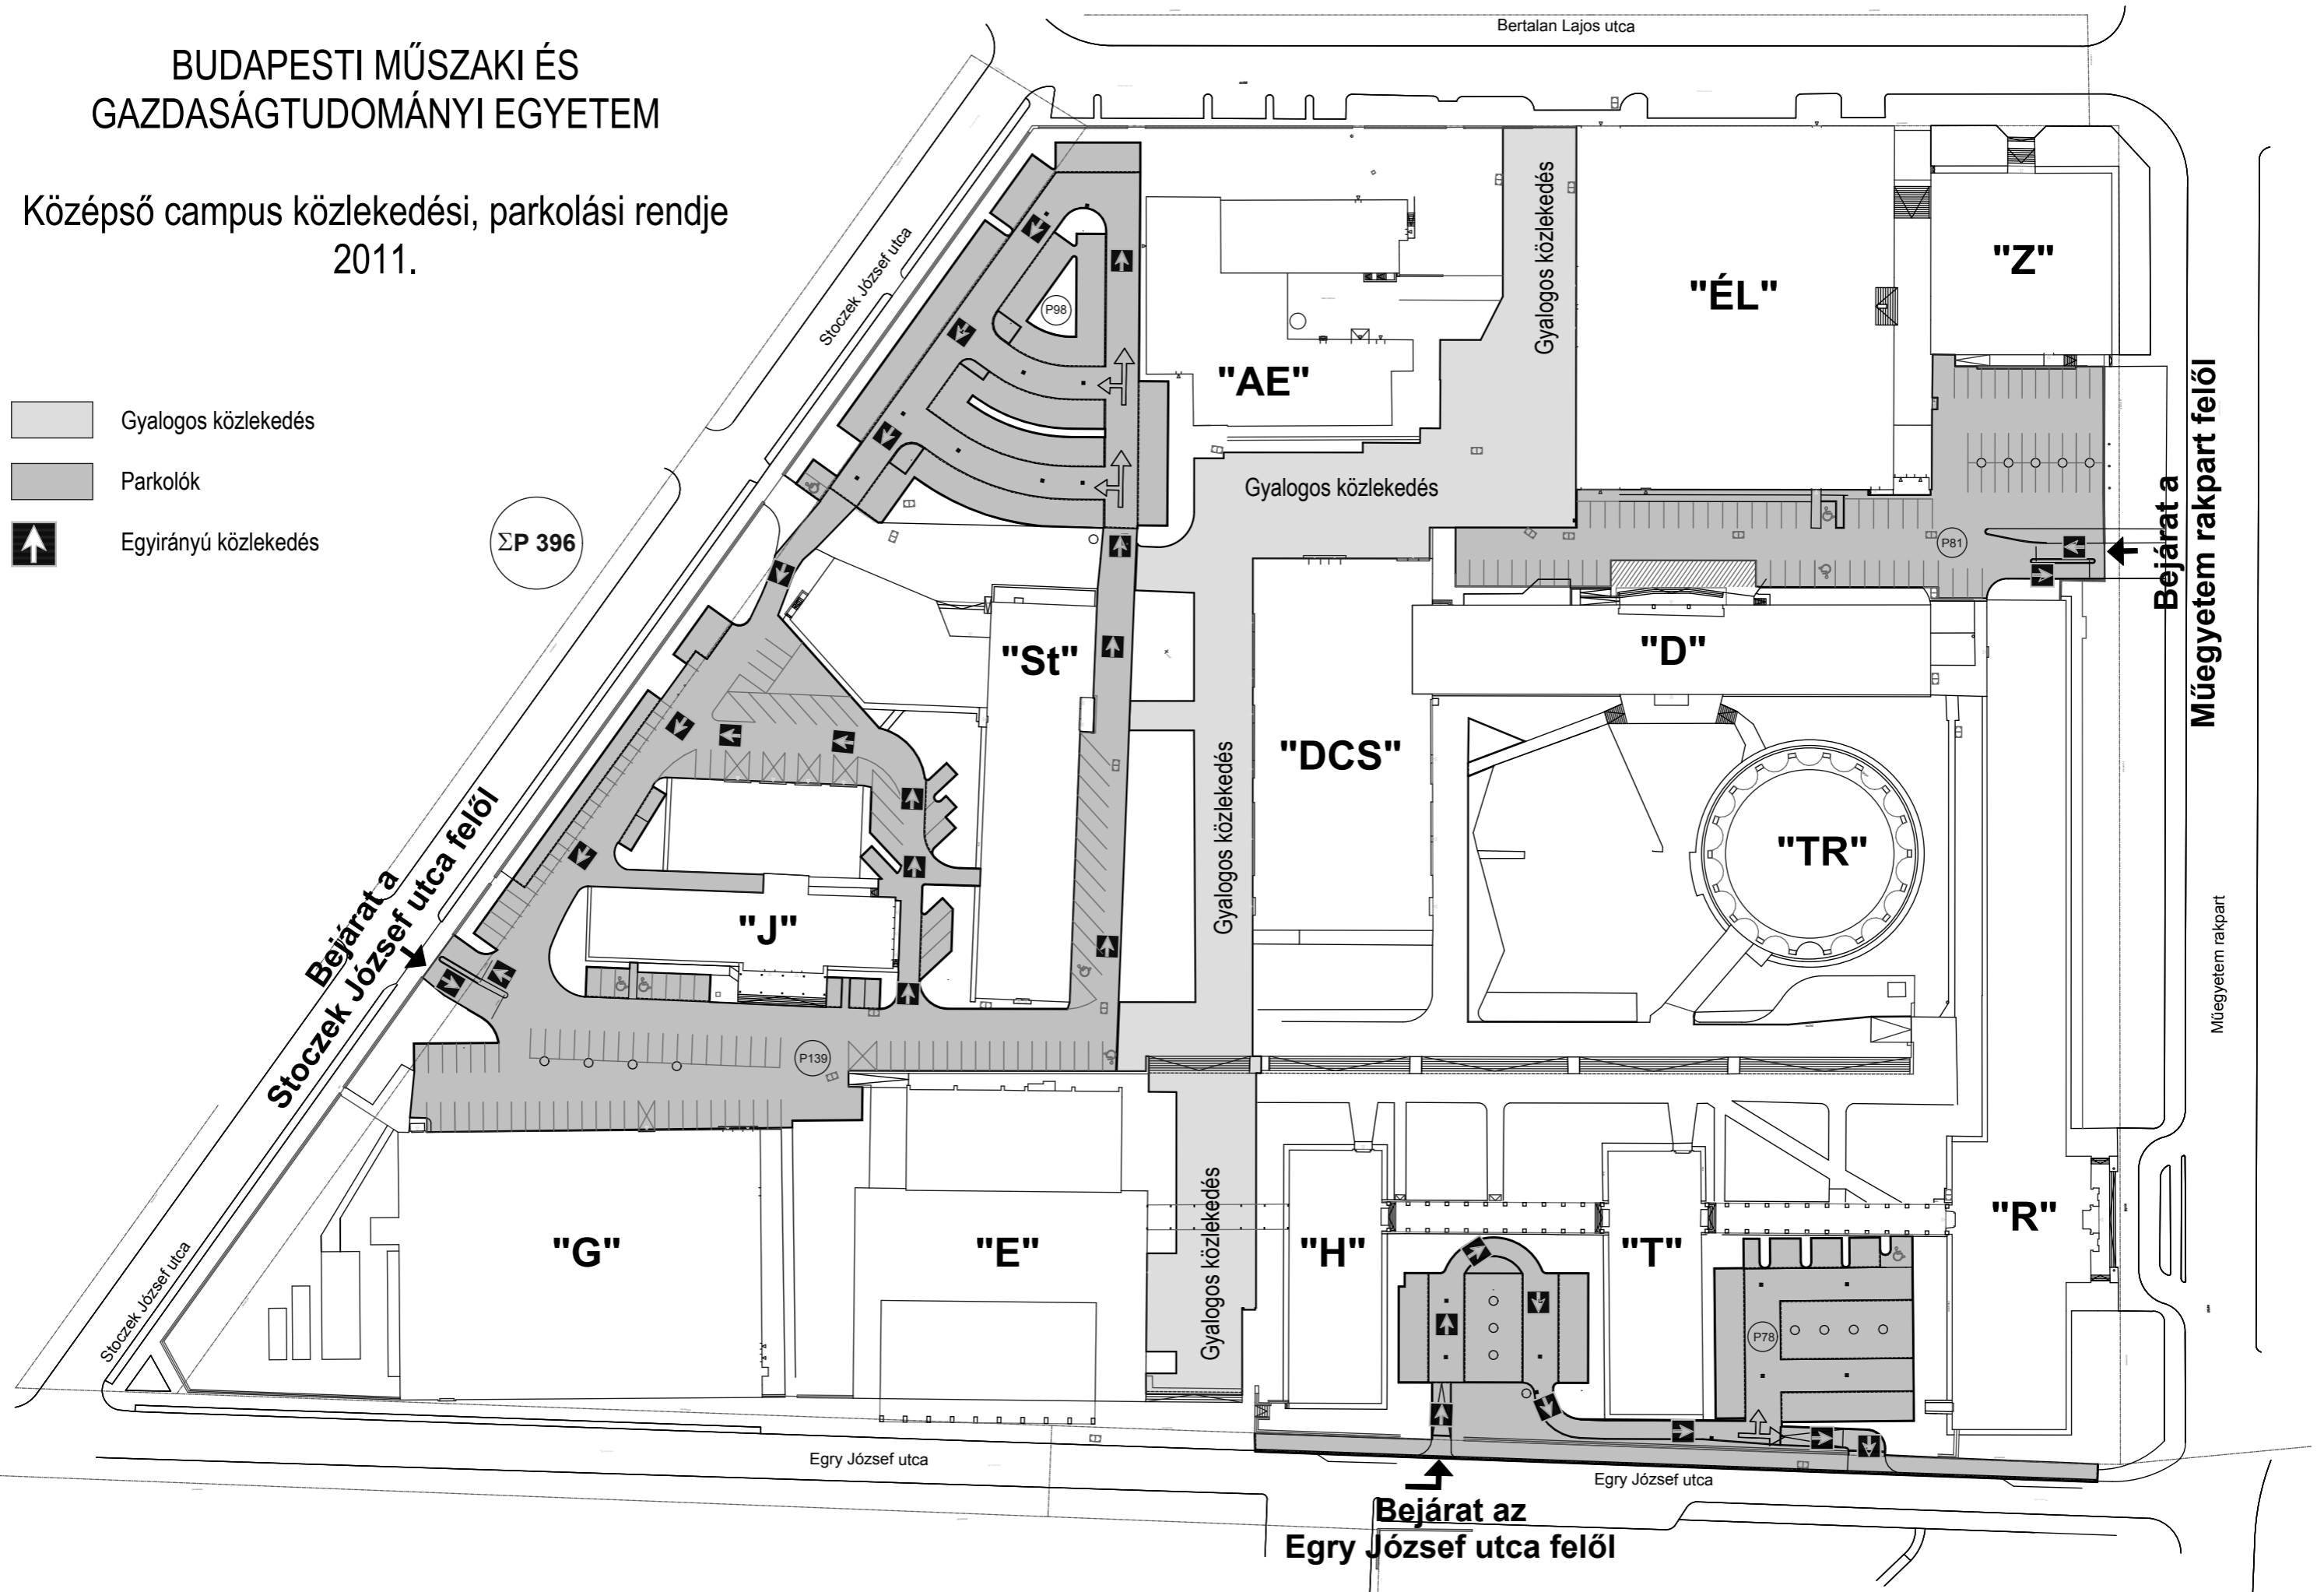 BUDAPESTI MŰSZAKI ÉS
GAZDASÁGTUDOMÁNYI EGYETEM
Középső campus közlekedési, parkolási rendje
2011.
Gyalogos közlekedés
Parkolók
Egyirányú közlekedés
ΣP 396
Bertalan Lajos utca
Stoczek József utca
P98
"AE"
Gyalogos közlekedés
"ÉL"
"Z"
Gyalogos közlekedés
P81
Bejárat a
Műegyetem rakpart felől
"St"
"D"
"DCS"
Gyalogos közlekedés
"TR"
"J"
Bejárat a
Stoczek József utca felől
Műegyetem rakpart
P139
"G"
"E"
Gyalogos közlekedés
"H"
"T"
"R"
P78
Stoczek József utca
Egry József utca
Egry József utca
Bejárat az
Egry József utca felől